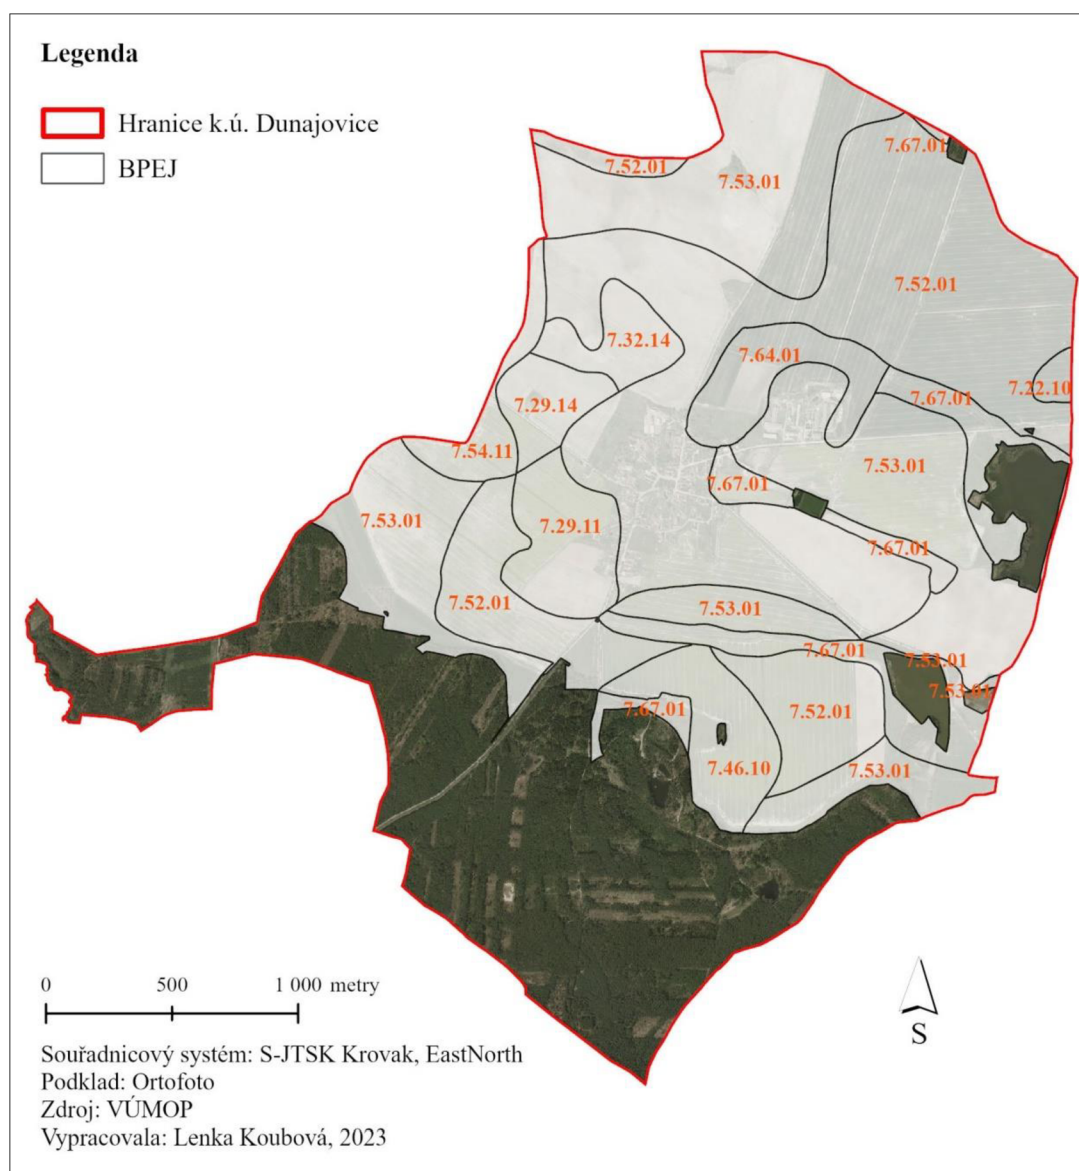 Legenda
Hranice k.ú. Dunajovice
BPEJ
7.67.01
7.52.01
7.53.01
7.52.01
7.32.14
7.64.01
7.22.10
7.67.01
7.29.14
7.54.11
7.53.01
7.67.01
7.53.01
7.29.11
7.67.01
7.52.01
7.53.01
7.67.01
7.53.01
7.53.01
7.67.01
7.52.01
7.46.10
7.53.01
0 500 1 000 metry
S
Souřadnicový systém: S-JTSK Krovak, EastNorth
Podklad: Ortofoto
Zdroj: VÚMOP
Vypracovala: Lenka Koubová, 2023